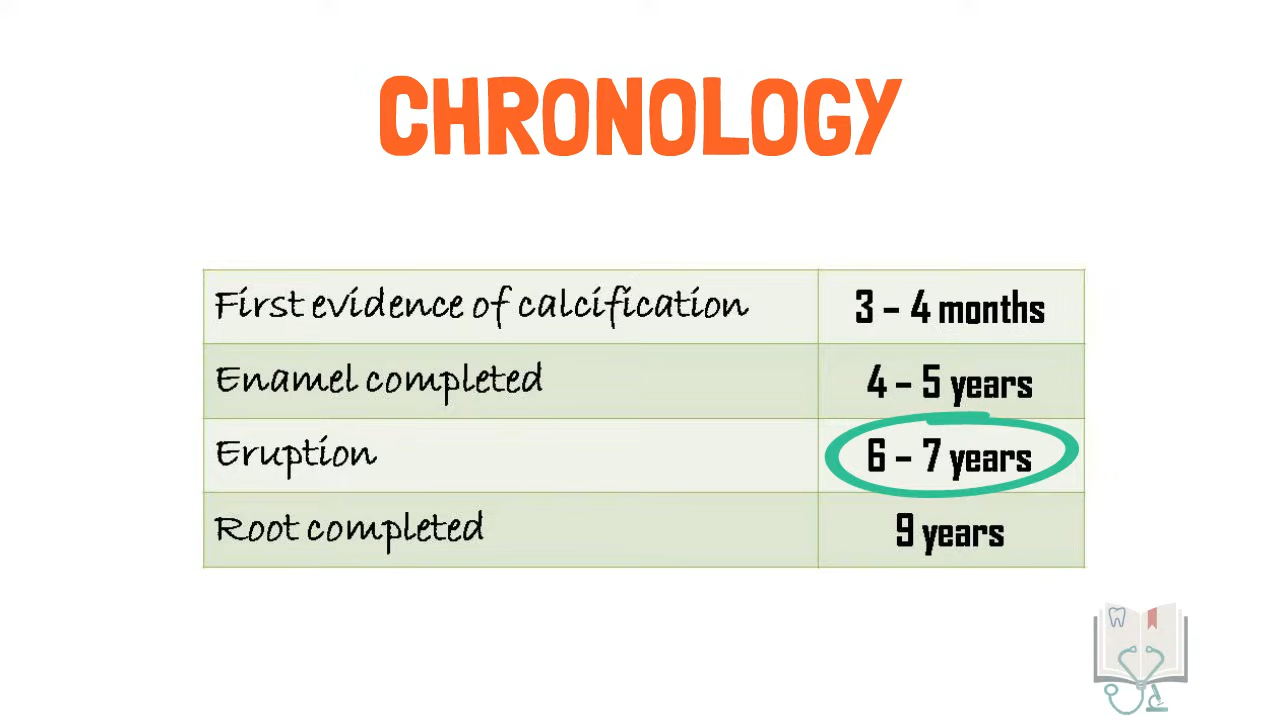 CHRONOLOGY
First evidence of calcification 3 – 4 months
Enamel completed 4 – 5 years
Eruption 6 – 7 years
Root completed 9 years